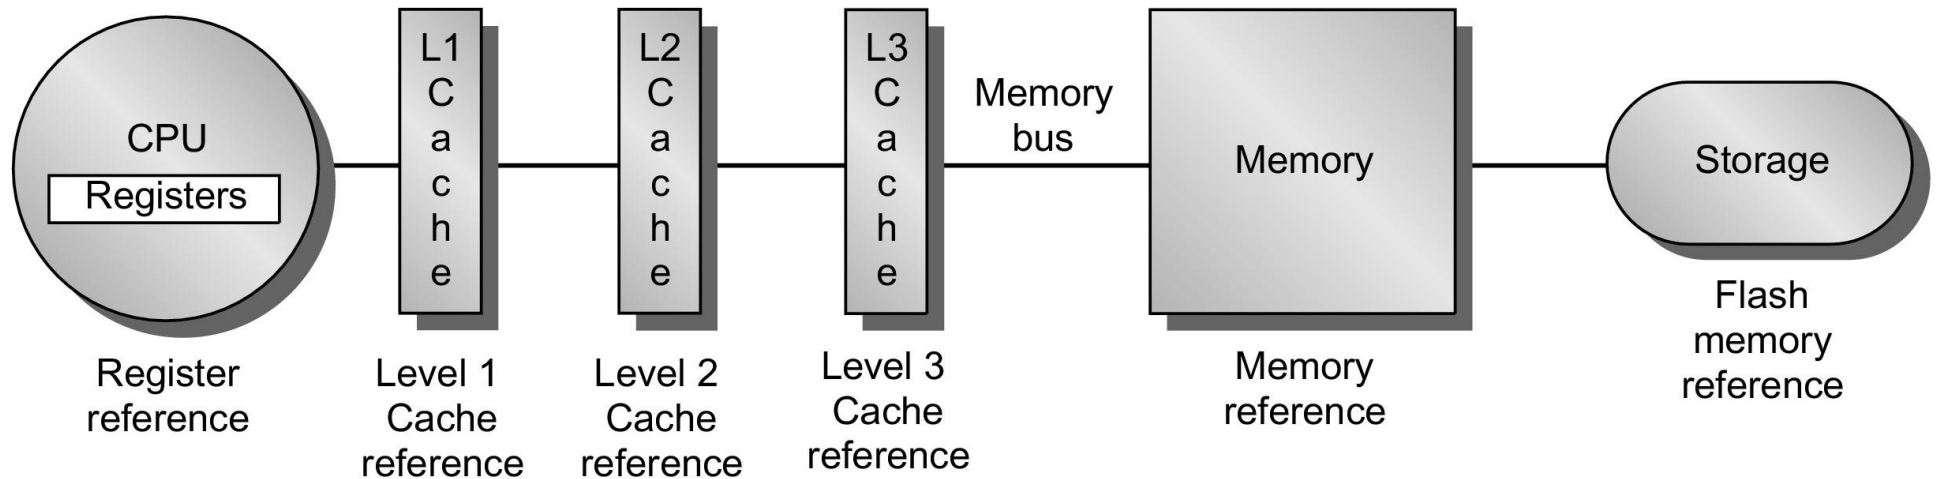 CPU
Registers
L1
C
a
c
h
e
L2
C
a
c
h
e
L3
C
a
c
h
e
Memory
bus
Memory
Storage
Register
reference
Level 1
Cache
reference
Level 2
Cache
reference
Level 3
Cache
reference
Memory
reference
Flash
memory
reference